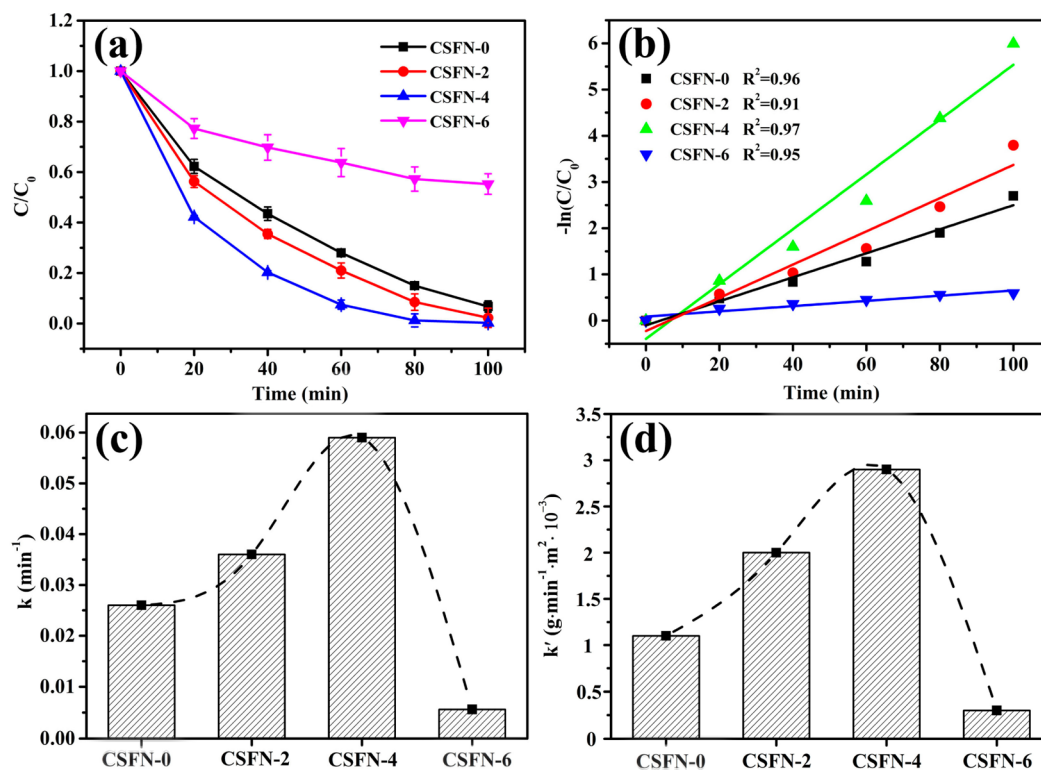 (a)
CSFN-0
CSFN-2
CSFN-4
CSFN-6
1.2
1.0
0.8
0.6
0.4
0.2
0.0
C/C₀
0 20 40 60 80 100
Time (min)
(b)
CSFN-0 R²=0.96
CSFN-2 R²=0.91
CSFN-4 R²=0.97
CSFN-6 R²=0.95
6
5
4
3
2
1
0
-ln(C/C₀)
0 20 40 60 80 100
Time (min)
(c)
0.06
0.05
0.04
0.03
0.02
0.01
0.00
k (min⁻¹)
CSFN-0 CSFN-2 CSFN-4 CSFN-6
(d)
3.5
3
2.5
2
1.5
1
0.5
0
k′ (g·min⁻¹·m² · 10⁻³)
CSFN-0 CSFN-2 CSFN-4 CSFN-6